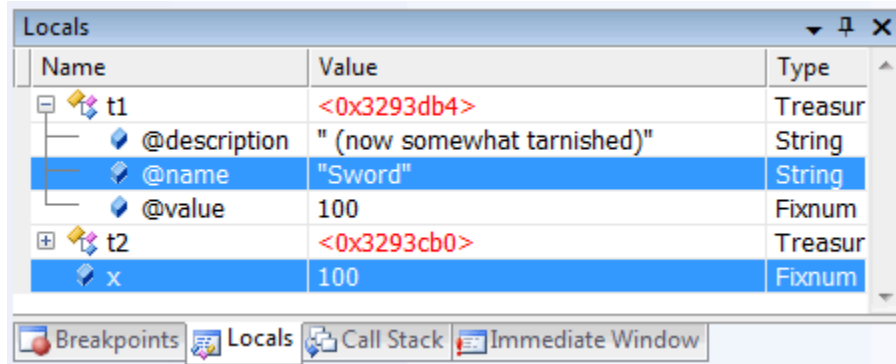 Locals
Name Value Type
t1 <0x3293db4> Treasur
@description " (now somewhat tarnished)" String
@name "Sword" String
@value 100 Fixnum
t2 <0x3293cb0> Treasur
x 100 Fixnum
Breakpoints Locals Call Stack Immediate Window